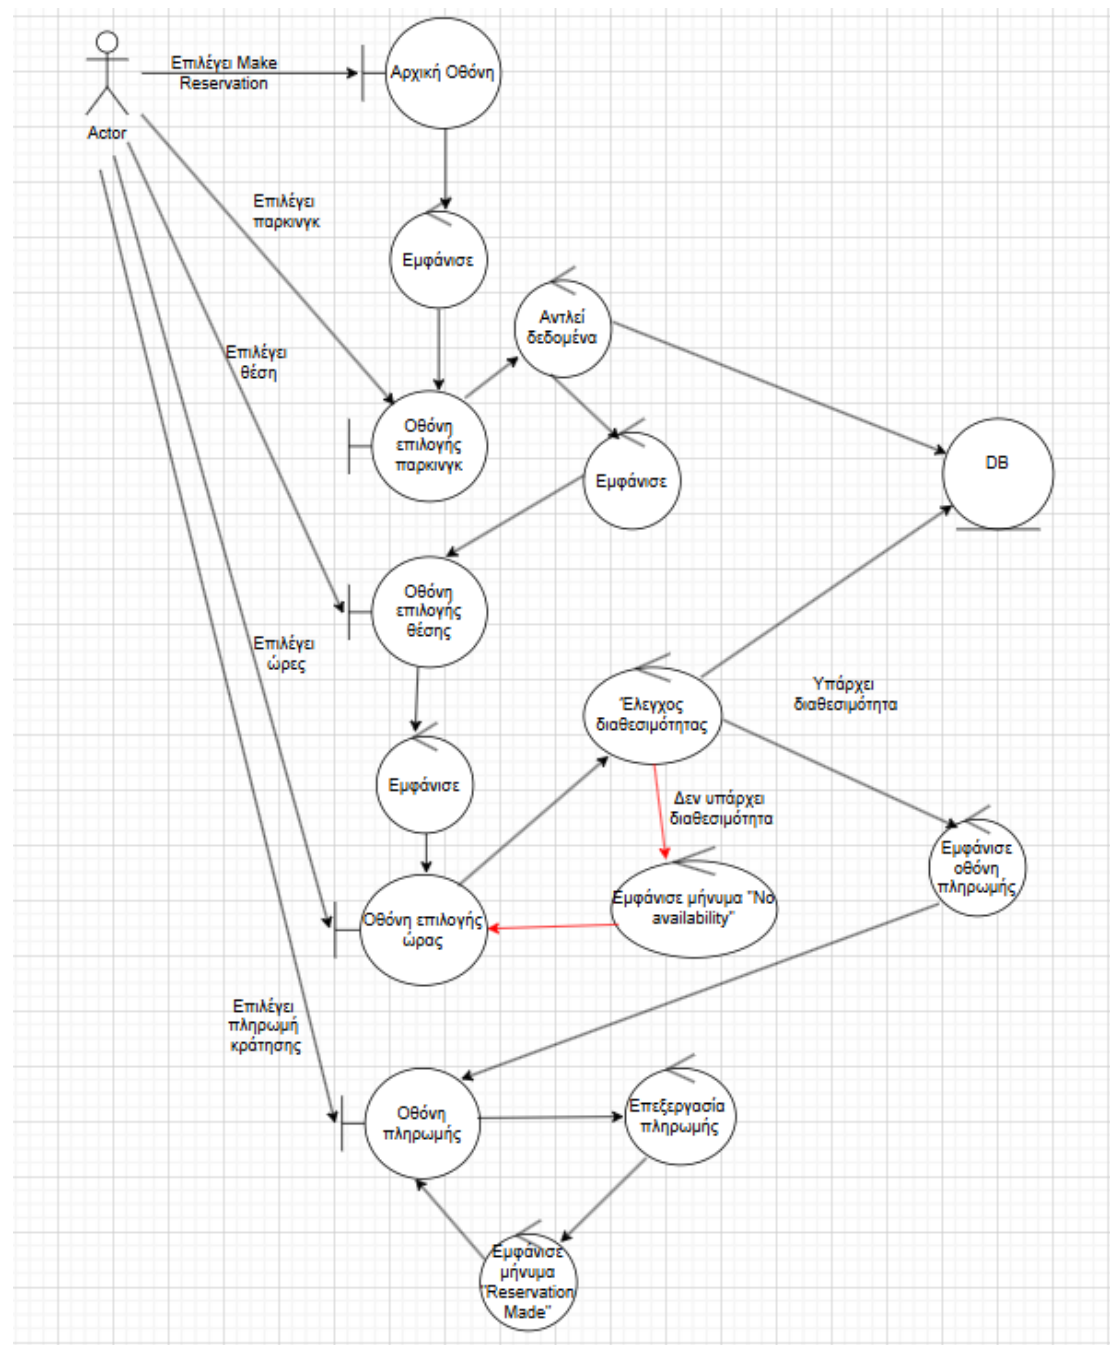 Επιλέγει Make
Reservation
Αρχική Οθόνη
Actor
Επιλέγει
παρκινγκ
Εμφάνισε
Αντλεί
δεδομένα
Επιλέγει
θέση
Οθόνη
επιλογής
παρκινγκ
Εμφάνισε
DB
Οθόνη
επιλογής
θέσης
Επιλέγει
ώρες
Έλεγχος
διαθεσιμότητας
Υπάρχει
διαθεσιμότητα
Εμφάνισε
Δεν υπάρχει
διαθεσιμότητα
Εμφάνισε
οθόνη
πληρωμής
Εμφάνισε μήνυμα "No
availability"
Οθόνη επιλογής
ώρας
Επιλέγει
πληρωμή
κράτησης
Οθόνη
πληρωμής
Επεξεργασία
πληρωμής
Εμφάνισε
μήνυμα
"Reservation
Made"